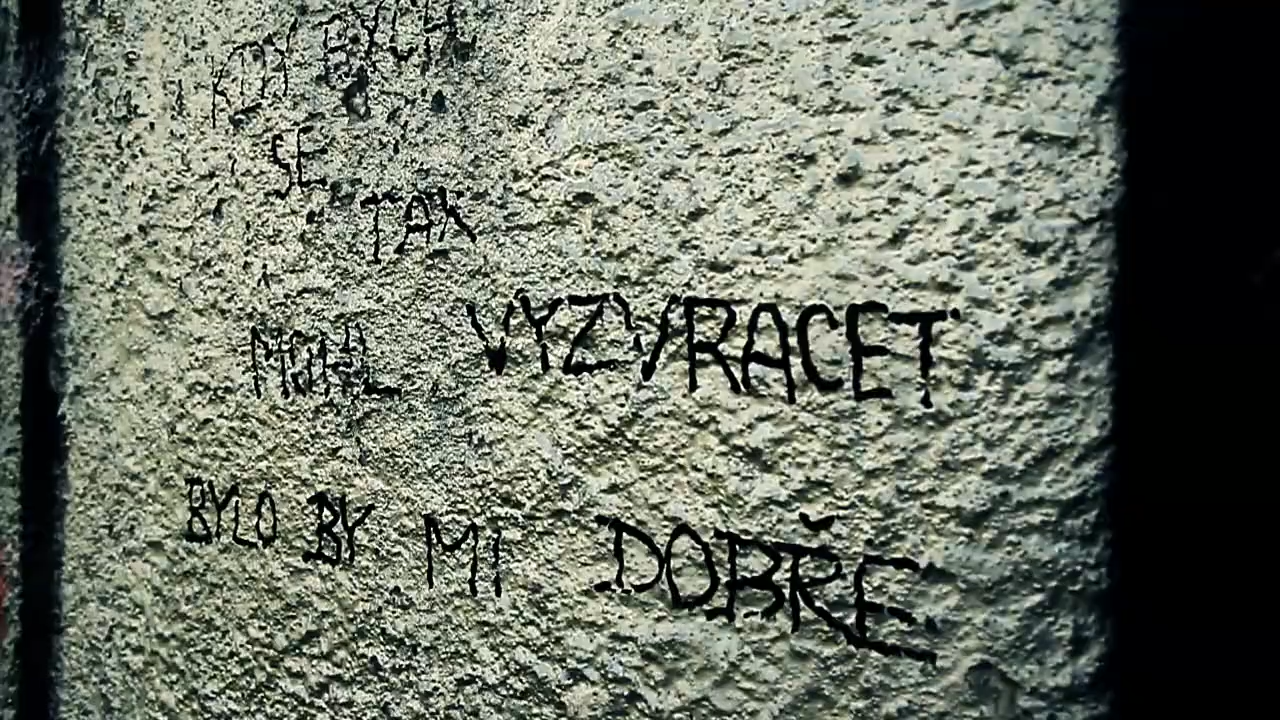 KDY BYCH
SE
TAK
MOHL VYZVRACET
BYLO BY MI DOBŘE